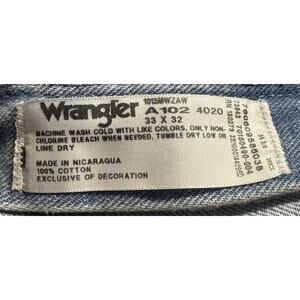 Wrangler
1013MWZAW
A102 4020
33 X 32
MACHINE WASH COLD WITH LIKE COLORS, ONLY NON-
CHLORINE BLEACH WHEN NEEDED, TUMBLE DRY LOW OR
LINE DRY
MADE IN NICARAGUA
100% COTTON
EXCLUSIVE OF DECORATION